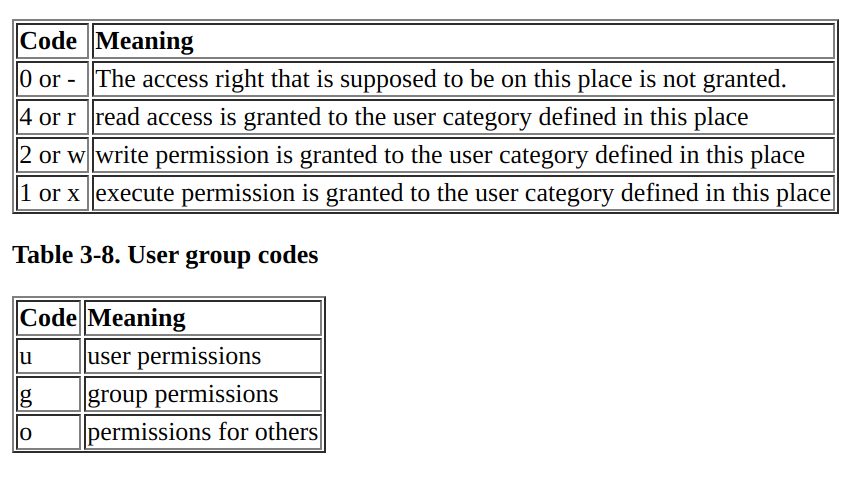 Code Meaning
0 or - The access right that is supposed to be on this place is not granted.
4 or r read access is granted to the user category defined in this place
2 or w write permission is granted to the user category defined in this place
1 or x execute permission is granted to the user category defined in this place
Table 3-8. User group codes
Code Meaning
u user permissions
g group permissions
o permissions for others